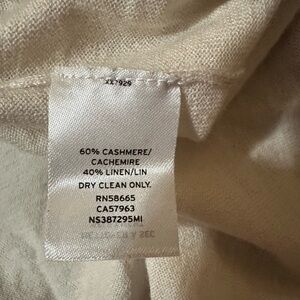 60% CASHMERE/
CACHEMIRE
40% LINEN/LIN
DRY CLEAN ONLY.
RN58665
CA57963
NS387295MI